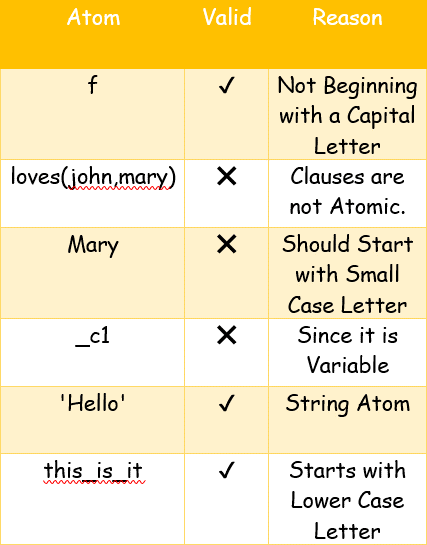 Atom Valid Reason
f ✓ Not Beginning
with a Capital
Letter
loves(john,mary) ✕ Clauses are
not Atomic.
Mary ✕ Should Start
with Small
Case Letter
_c1 ✕ Since it is
Variable
'Hello' ✓ String Atom
this_is_it ✓ Starts with
Lower Case
Letter